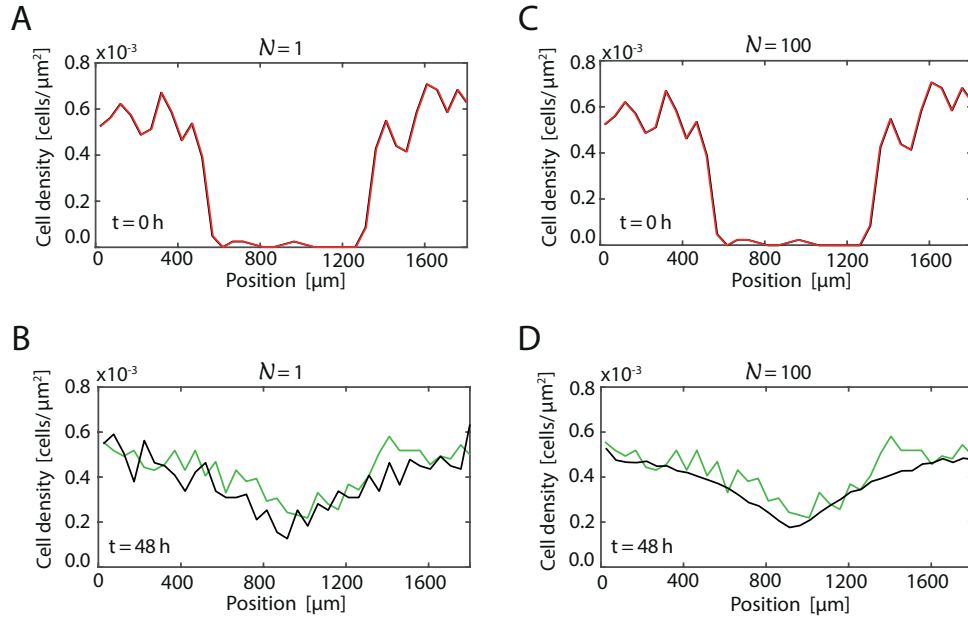 A
x10-3
N = 1
0.8
0.6
0.4
0.2
0.0
Cell density [cells/µm2]
t = 0 h
0 400 800 1200 1600
Position [µm]
C
x10-3
N = 100
0.8
0.6
0.4
0.2
0.0
Cell density [cells/µm2]
t = 0 h
0 400 800 1200 1600
Position [µm]
B
x10-3
N = 1
0.8
0.6
0.4
0.2
0.0
Cell density [cells/µm2]
t = 48 h
0 400 800 1200 1600
Position [µm]
D
x10-3
N = 100
0.8
0.6
0.4
0.2
0.0
Cell density [cells/µm2]
t = 48 h
0 400 800 1200 1600
Position [µm]